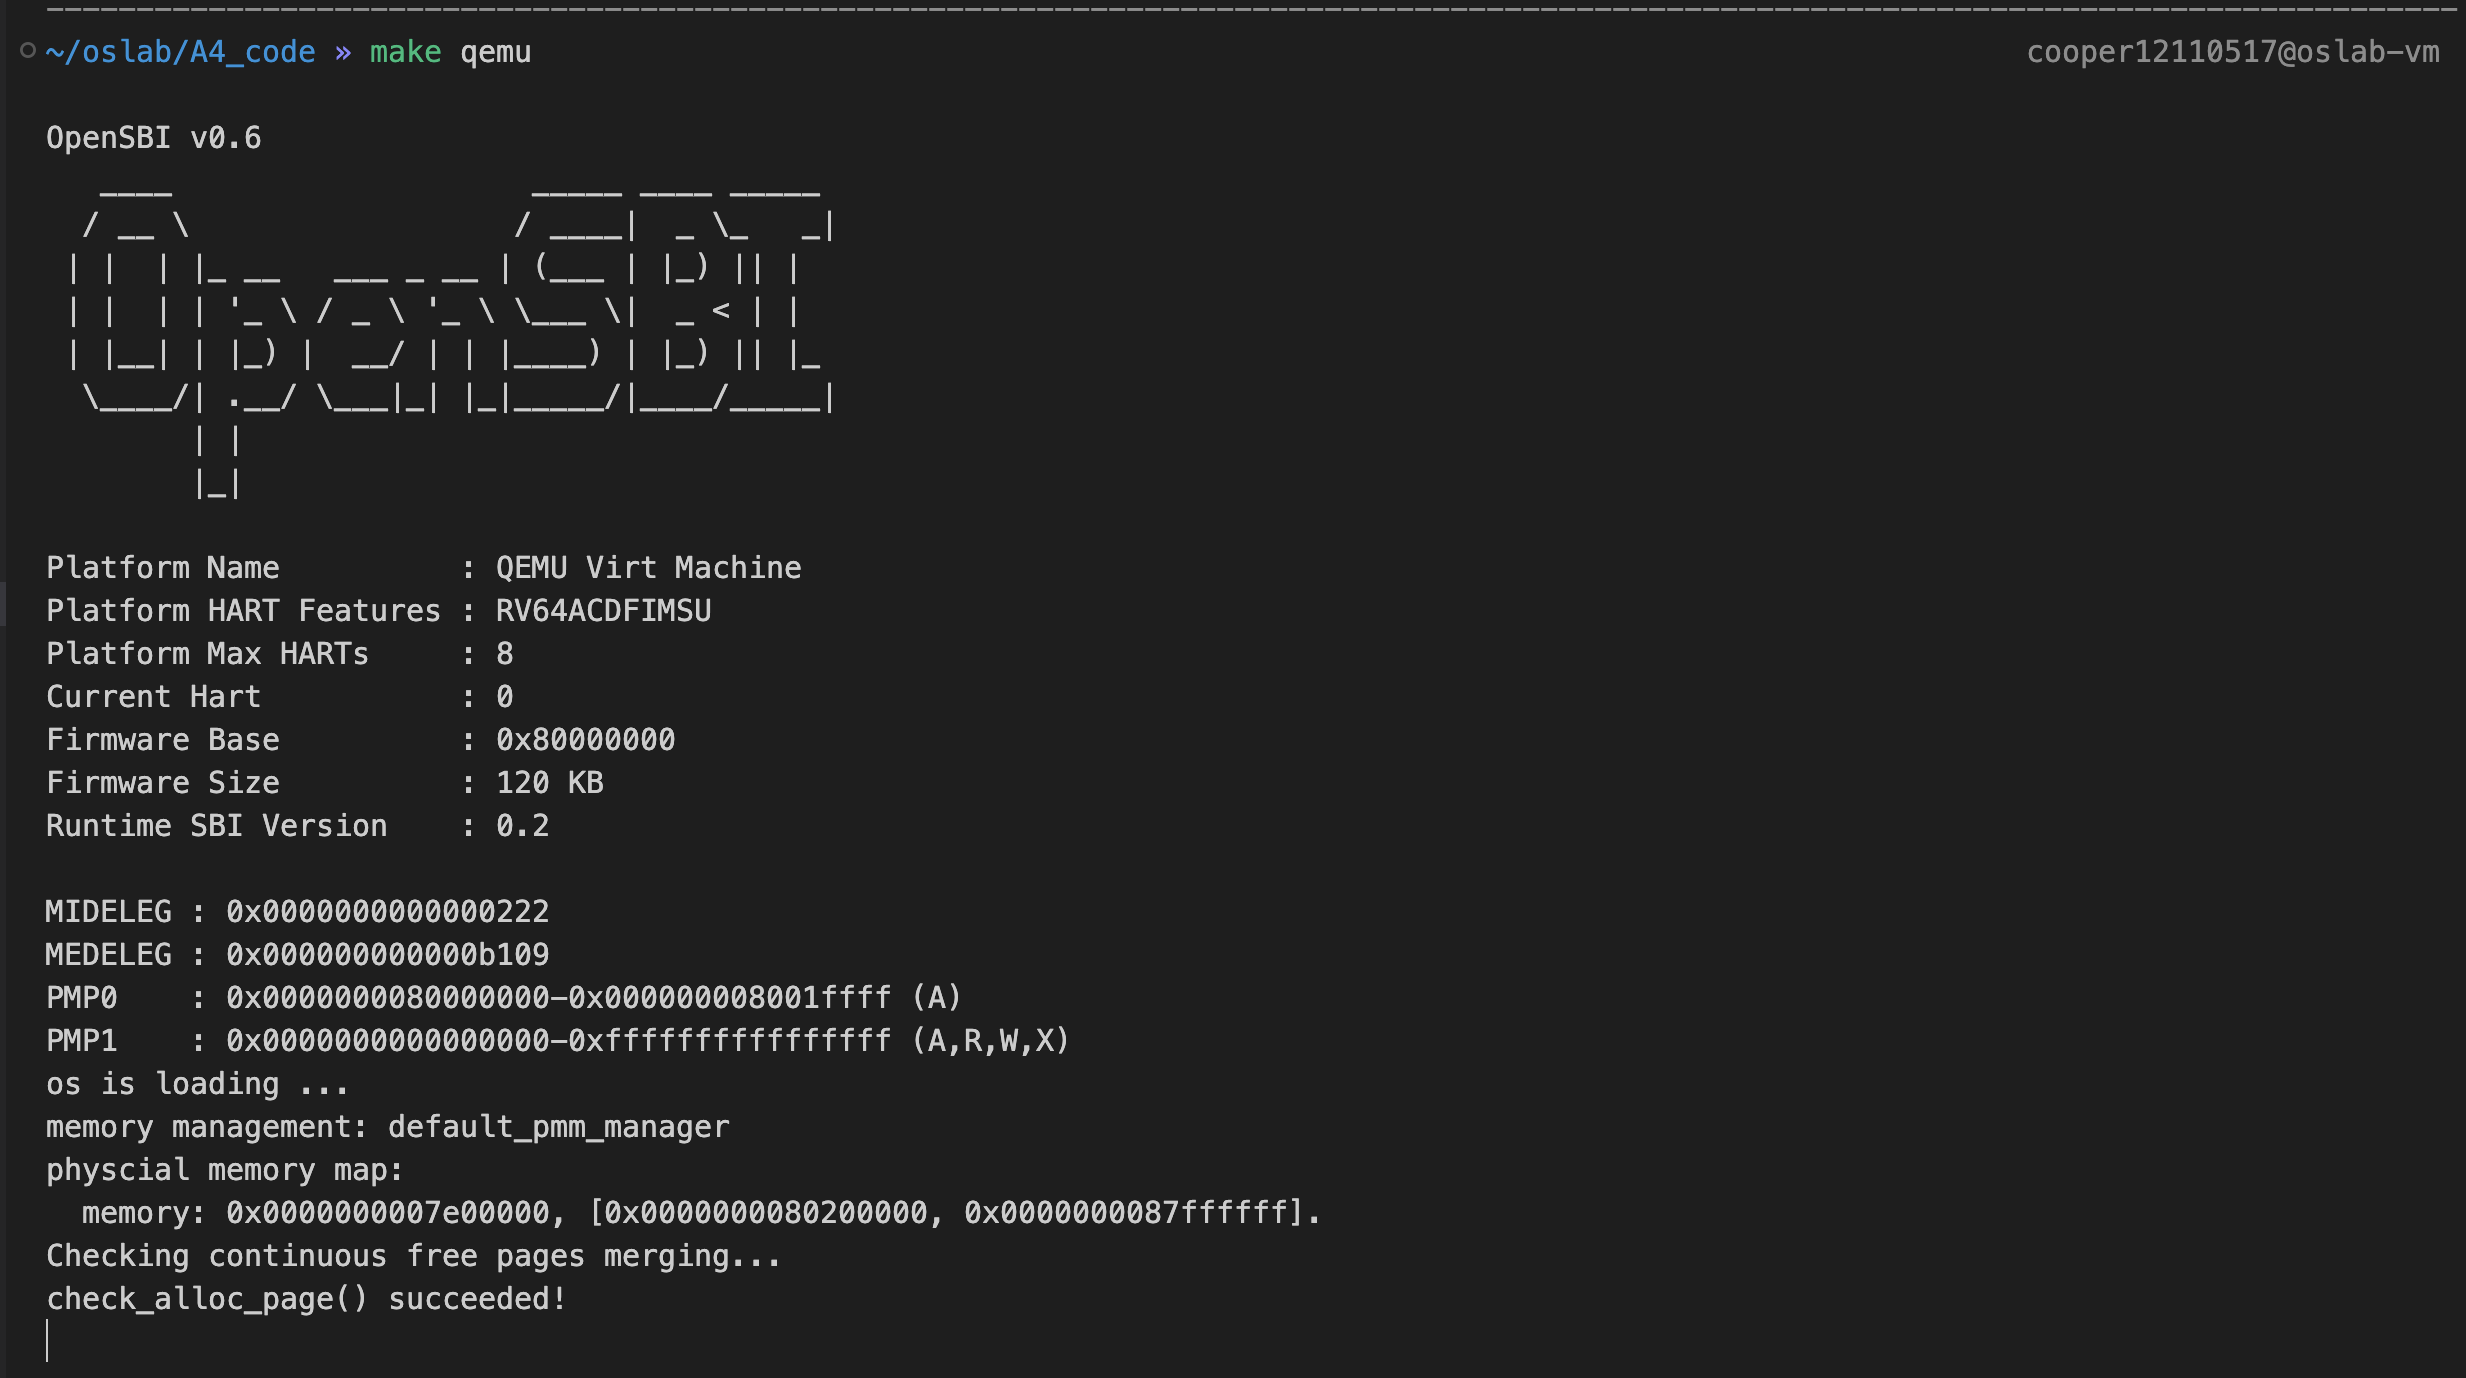 ~/oslab/A4_code » make qemu cooper12110517@oslab-vm
OpenSBI v0.6
   ____                    _____ ____ _____
  / __ \                  / ____|  _ \_   _|
 | |  | |_ __   ___ _ __ | (___ | |_) || |
 | |  | | '_ \ / _ \ '_ \ \___ \|  _ < | |
 | |__| | |_) |  __/ | | |____) | |_) || |_
  \____/| .__/ \___|_| |_|_____/|____/_____|
        | |
        |_|
Platform Name          : QEMU Virt Machine
Platform HART Features : RV64ACDFIMSU
Platform Max HARTs     : 8
Current Hart           : 0
Firmware Base          : 0x80000000
Firmware Size          : 120 KB
Runtime SBI Version    : 0.2
MIDELEG : 0x0000000000000222
MEDELEG : 0x000000000000b109
PMP0    : 0x0000000080000000-0x000000008001ffff (A)
PMP1    : 0x0000000000000000-0xffffffffffffffff (A,R,W,X)
os is loading ...
memory management: default_pmm_manager
physcial memory map:
  memory: 0x0000000007e00000, [0x0000000080200000, 0x0000000087ffffff].
Checking continuous free pages merging...
check_alloc_page() succeeded!